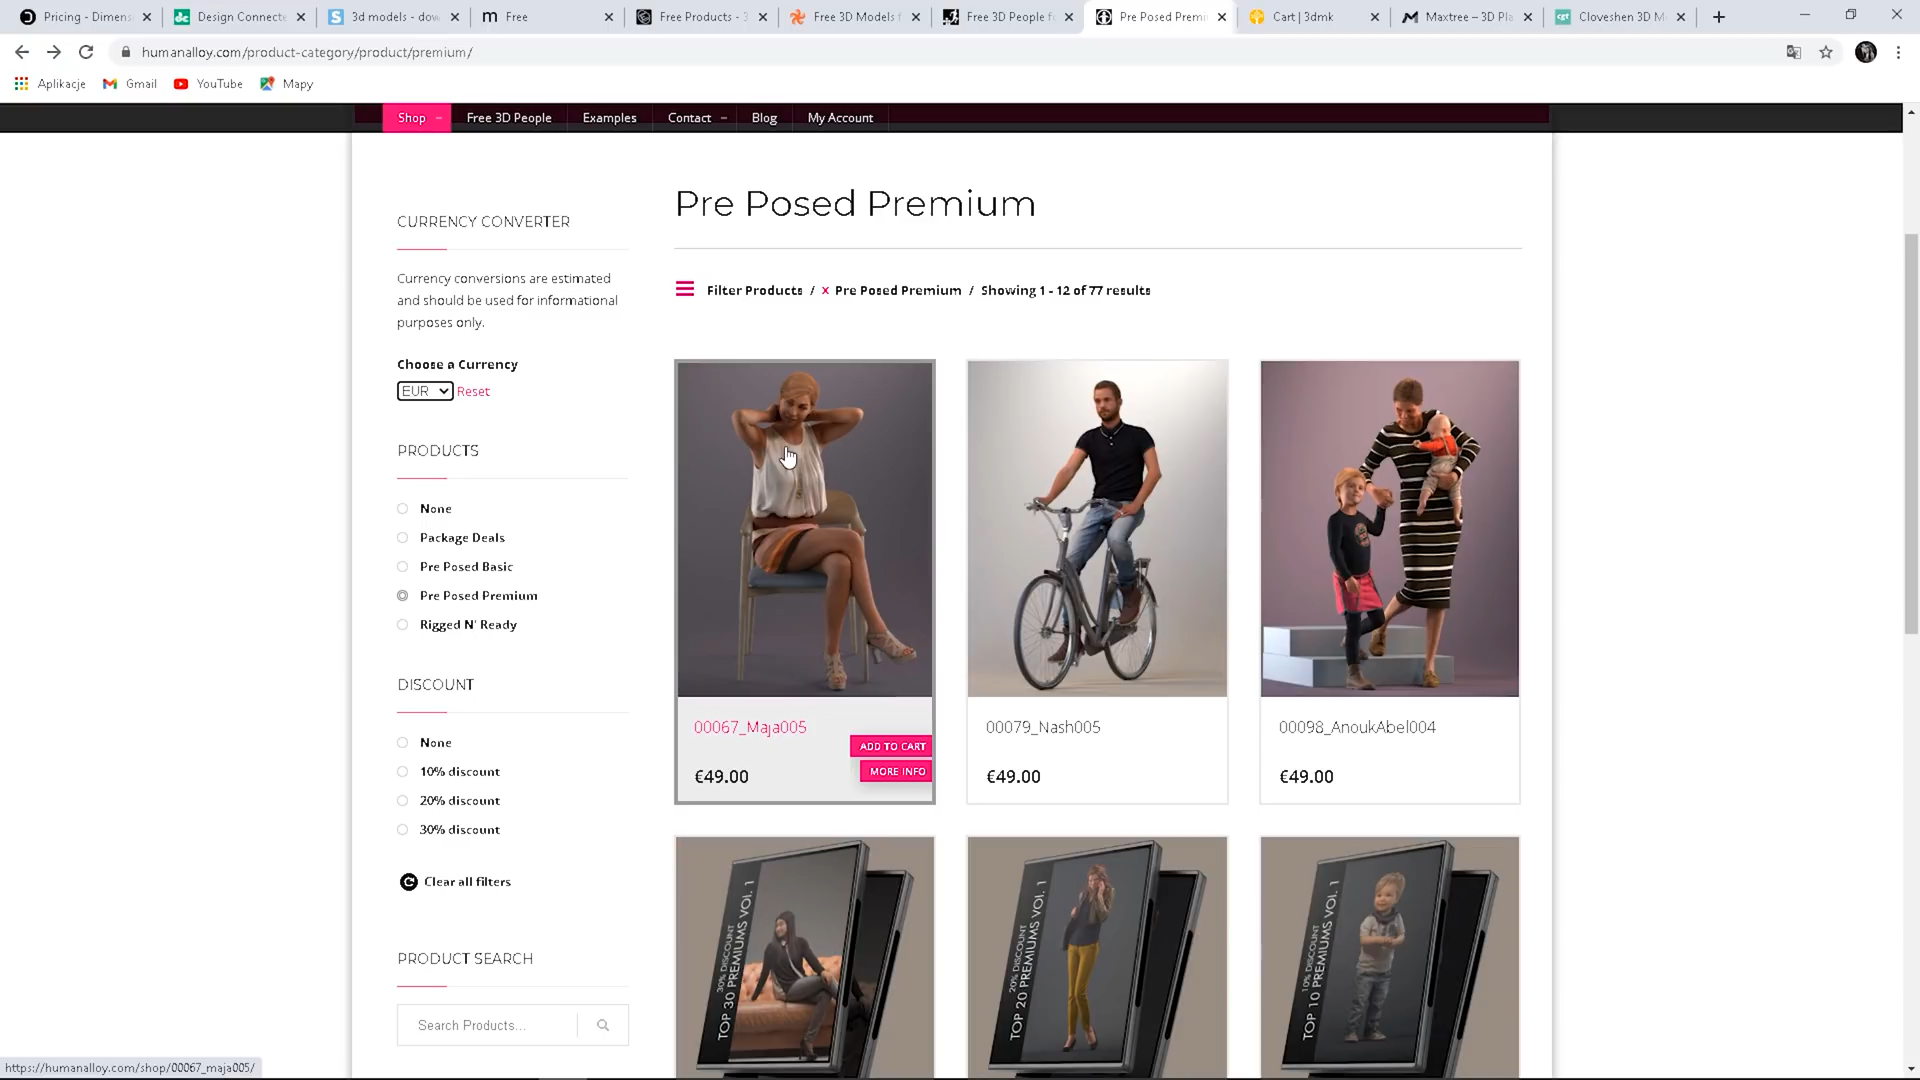 Pricing - Dimens
Design Connecte
3d models - dow
Free
Free Products - 3
Free 3D Models f
Free 3D People fo
Pre Posed Premi
Cart | 3dmk
Maxtree – 3D Pla
Cloveshen 3D M
humanalloy.com/product-category/product/premium/
Aplikacje
Gmail
YouTube
Mapy
Shop
Free 3D People
Examples
Contact
Blog
My Account
Pre Posed Premium
CURRENCY CONVERTER
Currency conversions are estimated
and should be used for informational
purposes only.
Filter Products / x Pre Posed Premium / Showing 1 - 12 of 77 results
Choose a Currency
EUR Reset
PRODUCTS
None
Package Deals
Pre Posed Basic
Pre Posed Premium
Rigged N' Ready
DISCOUNT
None
10% discount
20% discount
30% discount
Clear all filters
PRODUCT SEARCH
Search Products...
00067_Maja005
ADD TO CART
MORE INFO
€49.00
00079_Nash005
€49.00
00098_AnoukAbel004
€49.00
30% DISCOUNT
TOP 30 PREMIUMS VOL. 1
20% DISCOUNT
TOP 20 PREMIUMS VOL. 1
10% DISCOUNT
TOP 10 PREMIUMS VOL. 1
https://humanalloy.com/shop/00067_maja005/